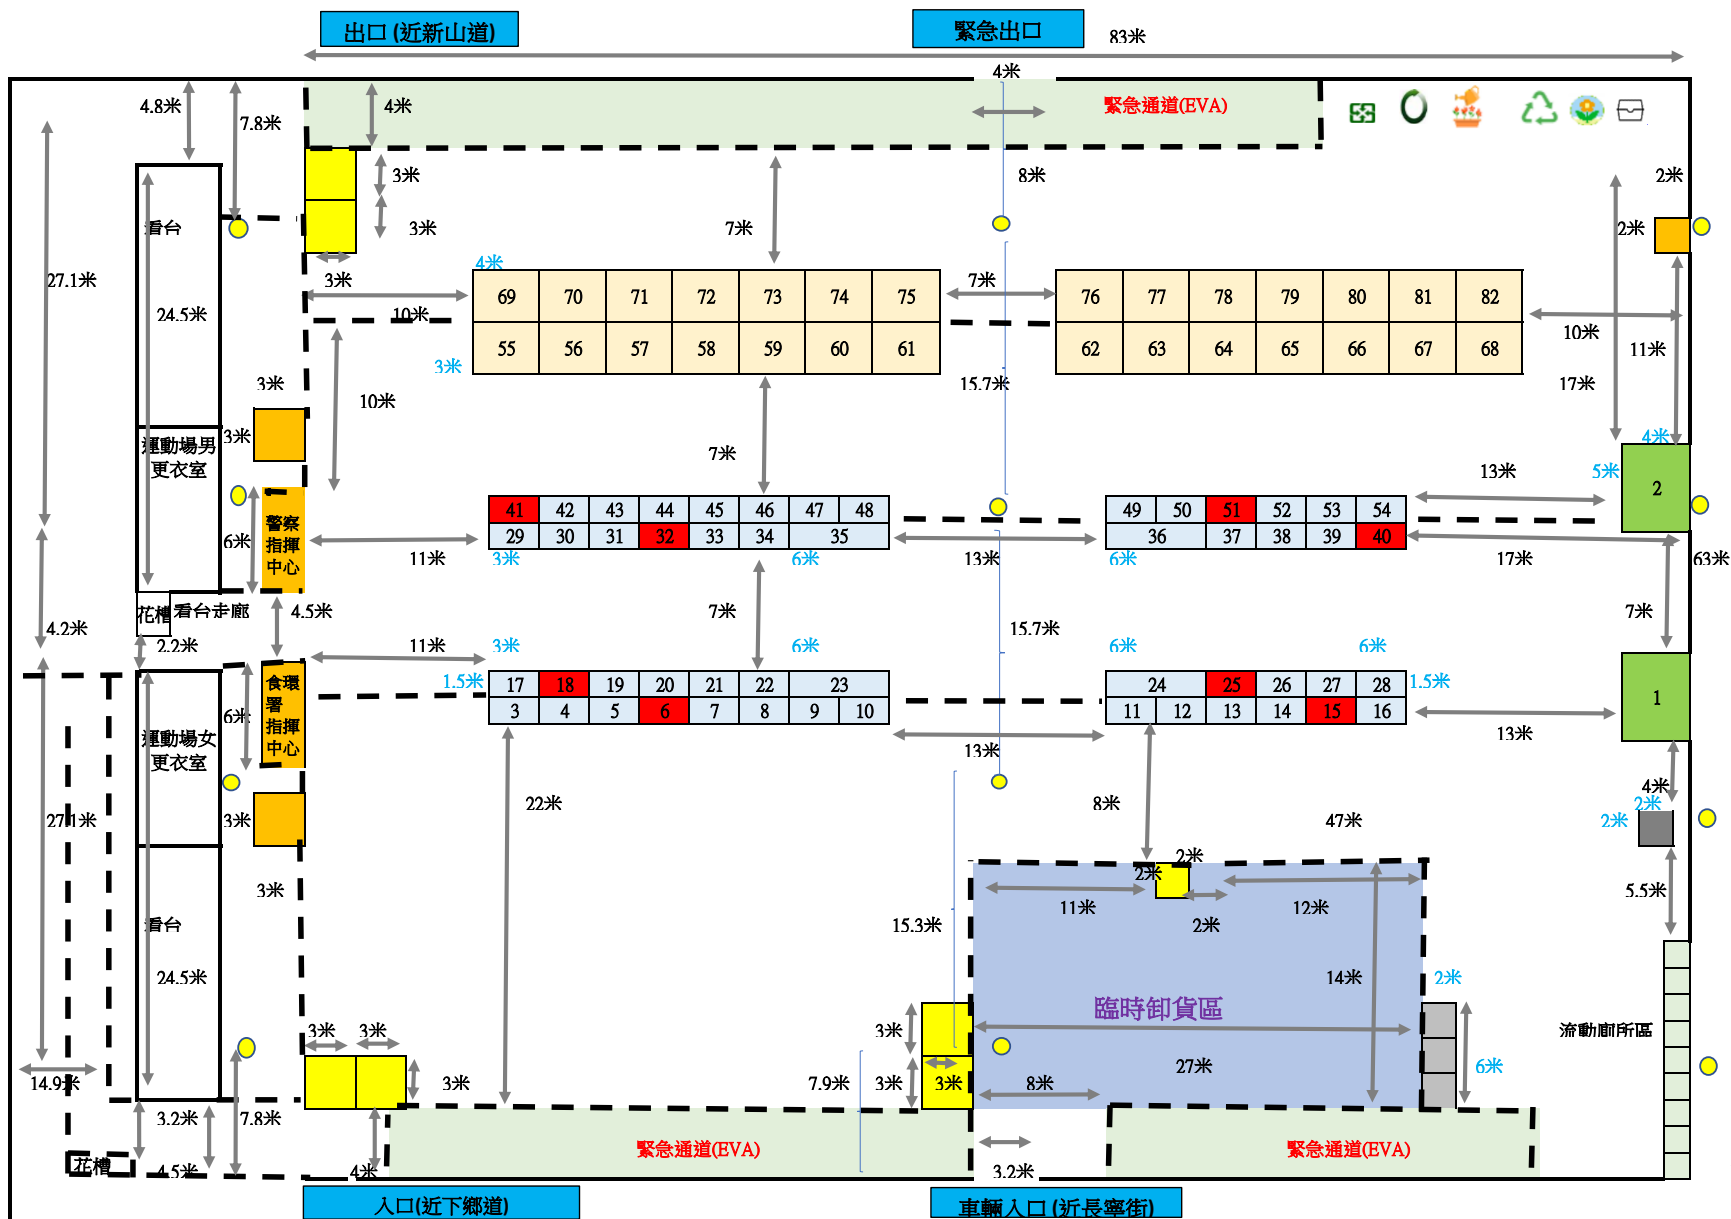 出口 (近新山道)
緊急出口
83米
4米
4.8米
7.8米
4米
緊急通道(EVA)
3米
8米
2米
看台
3米
7米
2米
27.1米
3米
4米
7米
69 70 71 72 73 74 75
76 77 78 79 80 81 82
24.5米
10米
10米
55 56 57 58 59 60 61
62 63 64 65 66 67 68
11米
3米
3米
15.7米
17米
10米
3米
運動場男
更衣室
7米
4米
13米
5米
2
41 42 43 44 45 46 47 48
49 50 51 52 53 54
警察
指揮
中心
29 30 31 32 33 34 35
36 37 38 39 40
6米
11米
3米
6米
13米
6米
17米
63米
花槽
看台走廊
4.5米
7米
7米
4.2米
2.2米
11米
3米
6米
15.7米
6米
6米
1.5米
17 18 19 20 21 22 23
24 25 26 27 28
1.5米
食環
署
指揮
中心
3 4 5 6 7 8 9 10
11 12 13 14 15 16
1
6米
運動場女
更衣室
13米
13米
4米
22米
8米
2米
27.1米
3米
47米
2米
2米
2米
3米
11米
12米
5.5米
看台
15.3米
2米
24.5米
14米
2米
臨時卸貨區
3米
3米
3米
流動廁所區
14.9米
3米
7.9米
3米
3米
8米
27米
6米
3.2米
7.8米
緊急通道(EVA)
緊急通道(EVA)
花槽
4.5米
4米
3.2米
入口(近下鄉道)
車輛入口 (近長寧街)